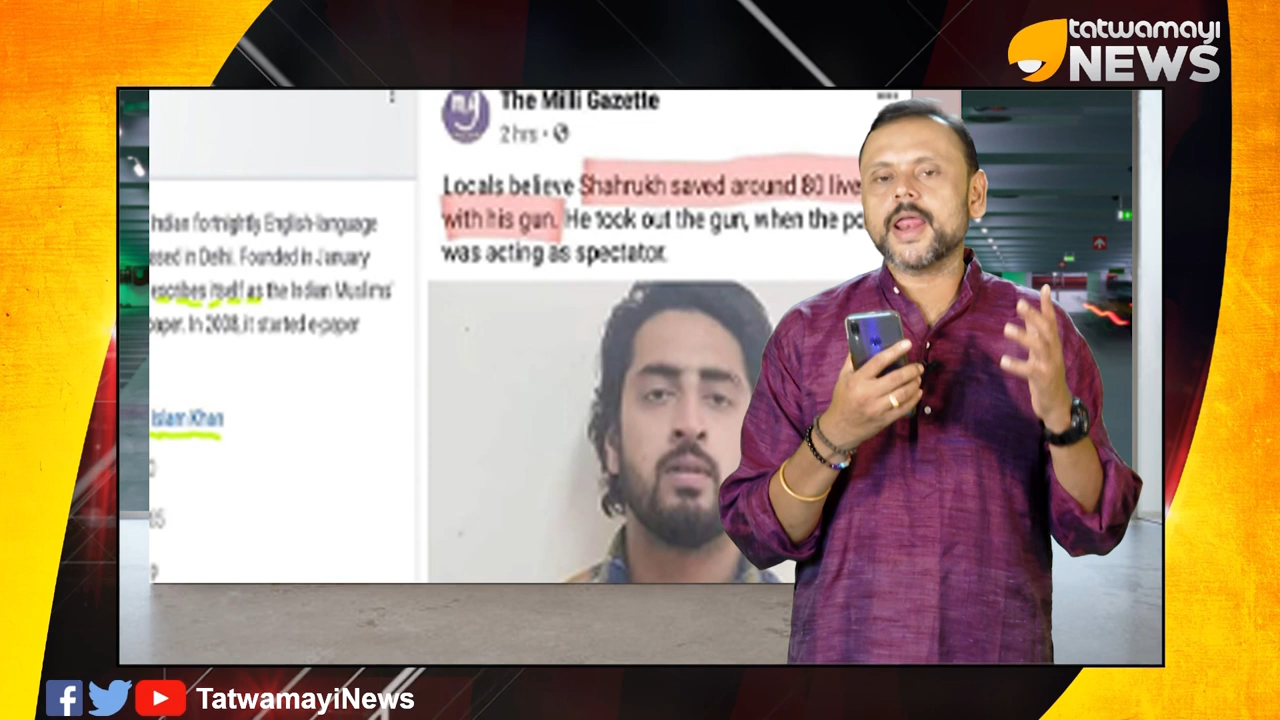 tatwamayi
NEWS
The Milli Gazette
2 hrs
Indian fortnightly English-language
ased in Delhi. Founded in January
escribes itself as the Indian Muslims'
paper. In 2008, it started e-paper
Islam Khan
Locals believe Shahrukh saved around 80 live
with his gun. He took out the gun, when the po
was acting as spectator.
TatwamayiNews